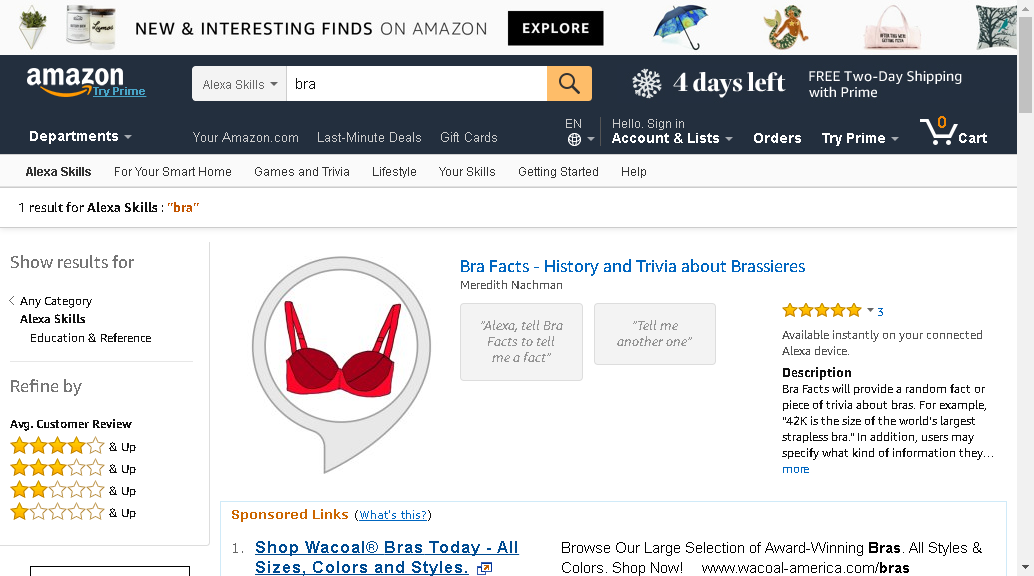 NEW & INTERESTING FINDS ON AMAZON EXPLORE
amazon
Try Prime
Alexa Skills bra
4 days left
FREE Two-Day Shipping
with Prime
Departments
Your Amazon.com Last-Minute Deals Gift Cards
EN
Hello. Sign in
Account & Lists
Orders
Try Prime
0
Cart
Alexa Skills For Your Smart Home Games and Trivia Lifestyle Your Skills Getting Started Help
1 result for Alexa Skills : "bra"
Show results for
Any Category
Alexa Skills
Education & Reference
Refine by
Avg. Customer Review
& Up
& Up
& Up
& Up
Bra Facts - History and Trivia about Brassieres
Meredith Nachman
"Alexa, tell Bra
Facts to tell
me a fact"
"Tell me
another one"
3
Available instantly on your connected
Alexa device.
Description
Bra Facts will provide a random fact or
piece of trivia about bras. For example,
"42K is the size of the world's largest
strapless bra." In addition, users may
specify what kind of information they...
more
Sponsored Links (What's this?)
1. Shop Wacoal® Bras Today - All
Sizes, Colors and Styles.
Browse Our Large Selection of Award-Winning Bras. All Styles &
Colors. Shop Now! www.wacoal-america.com/bras